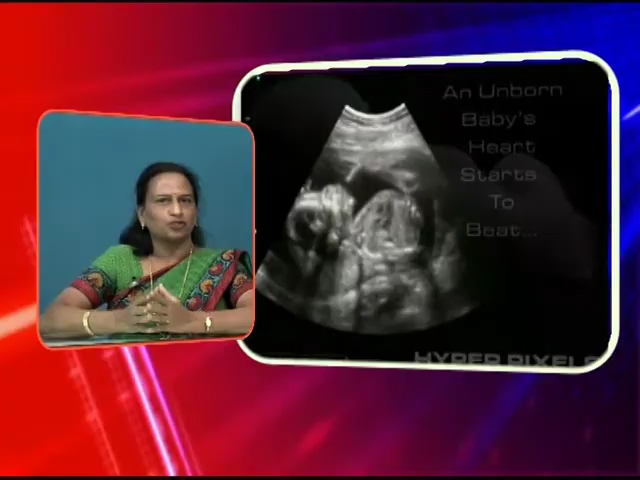 An Unborn
Baby's
Heart
Starts
To
Beat...
HYPER PIXELS